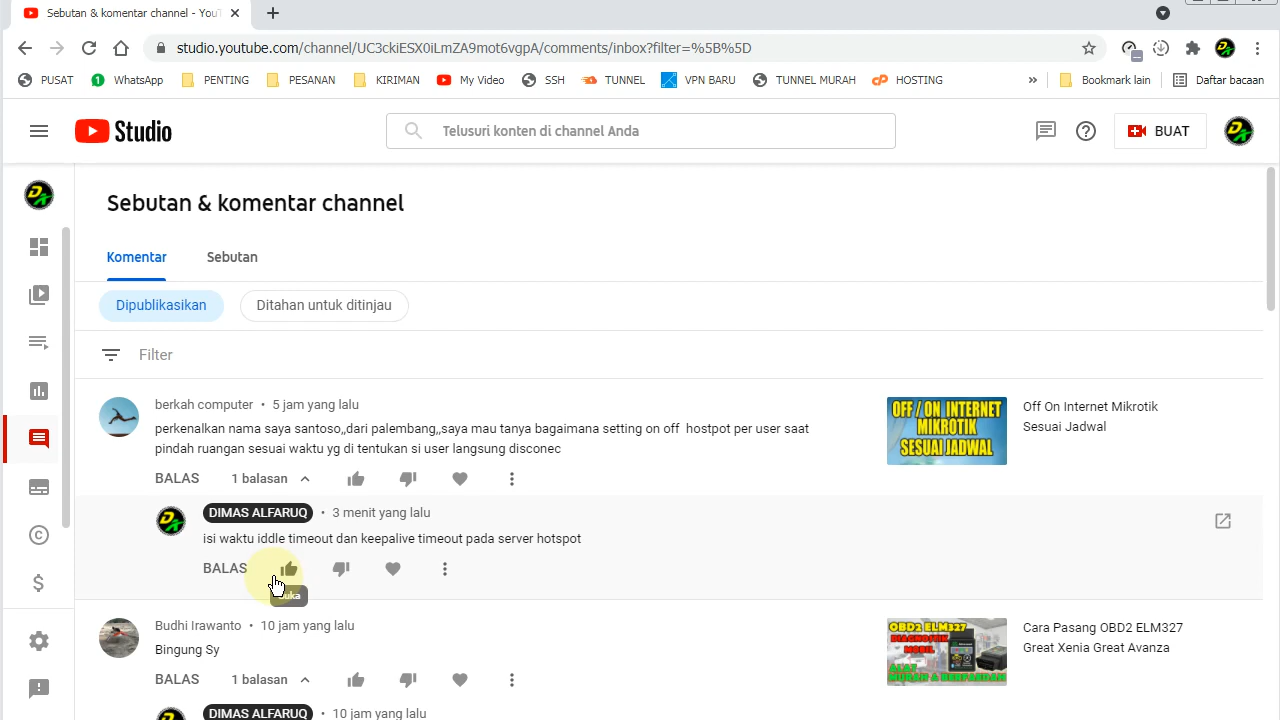 Sebutan & komentar channel - You
studio.youtube.com/channel/UC3ckiESX0iLmZA9mot6vgpA/comments/inbox?filter=%5B%5D
PUSAT WhatsApp PENTING PESANAN KIRIMAN My Video SSH TUNNEL VPN BARU TUNNEL MURAH HOSTING » Bookmark lain Daftar bacaan
Studio
Telusuri konten di channel Anda
BUAT
Sebutan & komentar channel
Komentar Sebutan
Dipublikasikan Ditahan untuk ditinjau
Filter
berkah computer • 5 jam yang lalu
perkenalkan nama saya santoso,,dari palembang,,saya mau tanya bagaimana setting on off hostpot per user saat
pindah ruangan sesuai waktu yg di tentukan si user langsung disconec
BALAS 1 balasan
OFF / ON INTERNET
MIKROTIK
SESUAI JADWAL
Off On Internet Mikrotik
Sesuai Jadwal
DIMAS ALFARUQ • 3 menit yang lalu
isi waktu iddle timeout dan keepalive timeout pada server hotspot
BALAS
Suka
Budhi Irawanto • 10 jam yang lalu
Bingung Sy
BALAS 1 balasan
OBD2 ELM327
DIAGNOSTIK
MOBIL
ALAT
MURAH & BERFAEDAH
Cara Pasang OBD2 ELM327
Great Xenia Great Avanza
DIMAS ALFARUQ • 10 jam yang lalu